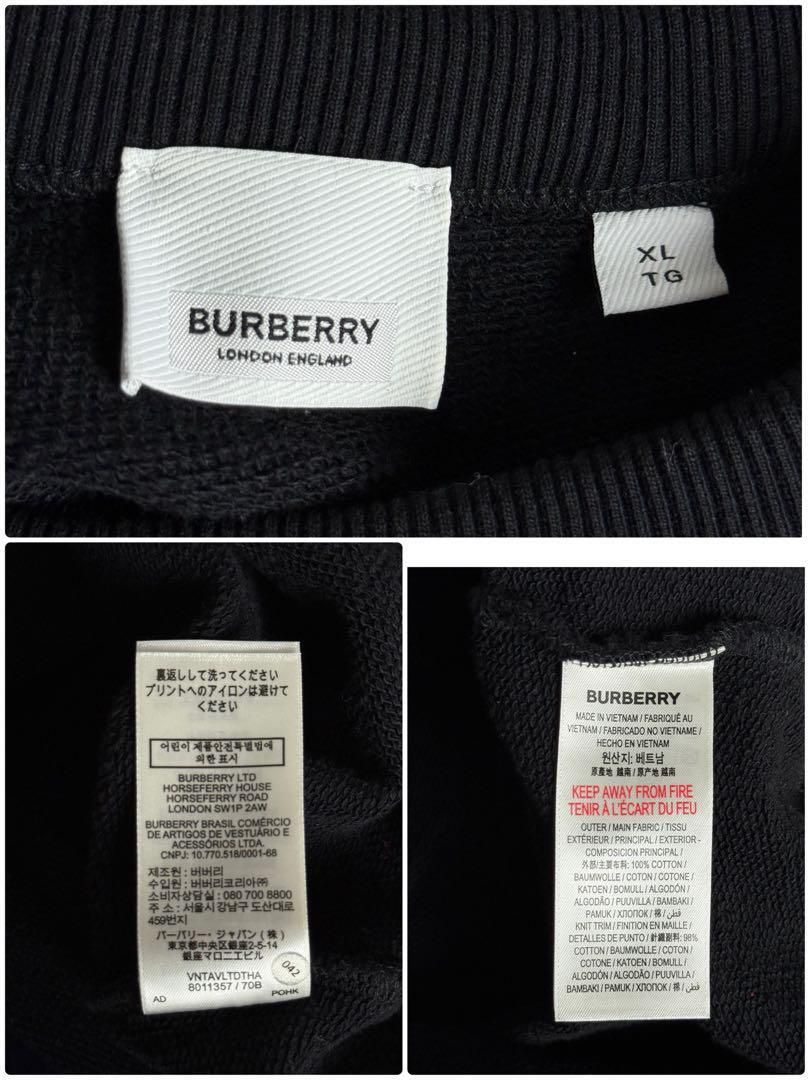 BURBERRY
LONDON ENGLAND
XL
TG
裏返しして洗ってください
プリントへのアイロンは避けて
ください
어린이 제품안전특별법에
의한 표시
BURBERRY LTD
HORSEFERRY HOUSE
HORSEFERRY ROAD
LONDON SW1P 2AW
BURBERRY BRASIL COMÉRCIO
DE ARTIGOS DE VESTUÁRIO E
ACESSÓRIOS LTDA.
CNPJ: 10.770.518/0001-68
제조원 : 버버리
수입원 : 버버리코리아㈜
소비자상담실 : 080 700 8800
주 소 : 서울시 강남구 도산대로
459번지
バーバリー・ジャパン(株)
東京都中央区銀座2-5-14
銀座マロニエビル
VNTAVLTDTHA
8011357 / 70B
042
AD
POHK
BURBERRY
MADE IN VIETNAM / FABRIQUÉ AU
VIETNAM / FABRICADO NO VIETNAME /
HECHO EN VIETNAM
원산지: 베트남
原產地 越南 / 原产地 越南
KEEP AWAY FROM FIRE
TENIR À L'ÉCART DU FEU
OUTER / MAIN FABRIC / TISSU
EXTÉRIEUR / PRINCIPAL / EXTERIOR -
COMPOSICIÓN PRINCIPAL /
外部/主要布料: 100% COTTON /
BAUMWOLLE / COTON / COTONE /
KATOEN / BOMULL / ALGODÓN /
ALGODÃO / PUUVILLA / BAMBAKI /
PAMUK / ХЛОПОК / 棉 / قطن /
KNIT TRIM / FINITION EN MAILLE /
DETALLES DE PUNTO / 針織副料: 98%
COTTON / BAUMWOLLE / COTON /
COTONE / KATOEN / BOMULL /
ALGODÓN / ALGODÃO / PUUVILLA /
BAMBAKI / PAMUK / ХЛОПОК / 棉 / قطن /